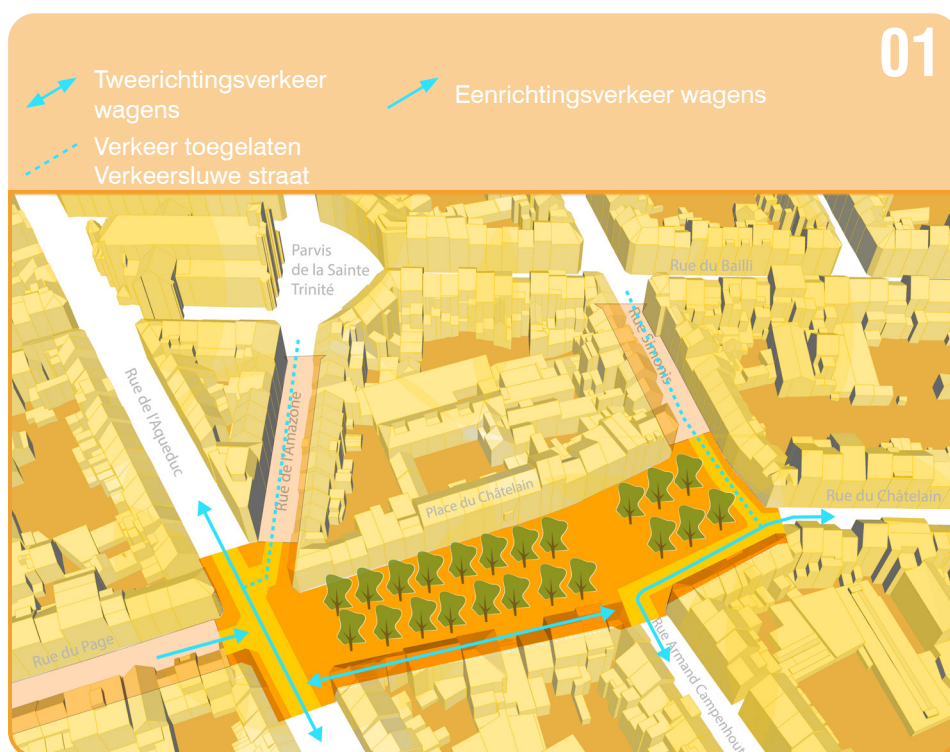 01
Tweerichtingsverkeer
wagens
Eenrichtingsverkeer wagens
Verkeer toegelaten
Verkeersluwe straat
Parvis
de la Sainte
Trinité
Rue du Bailli
Rue Simonis
Rue de l'Aqueduc
Rue de l'Amazone
Place du Châtelain
Rue du Châtelain
Rue du Page
Rue Armand Campenhout